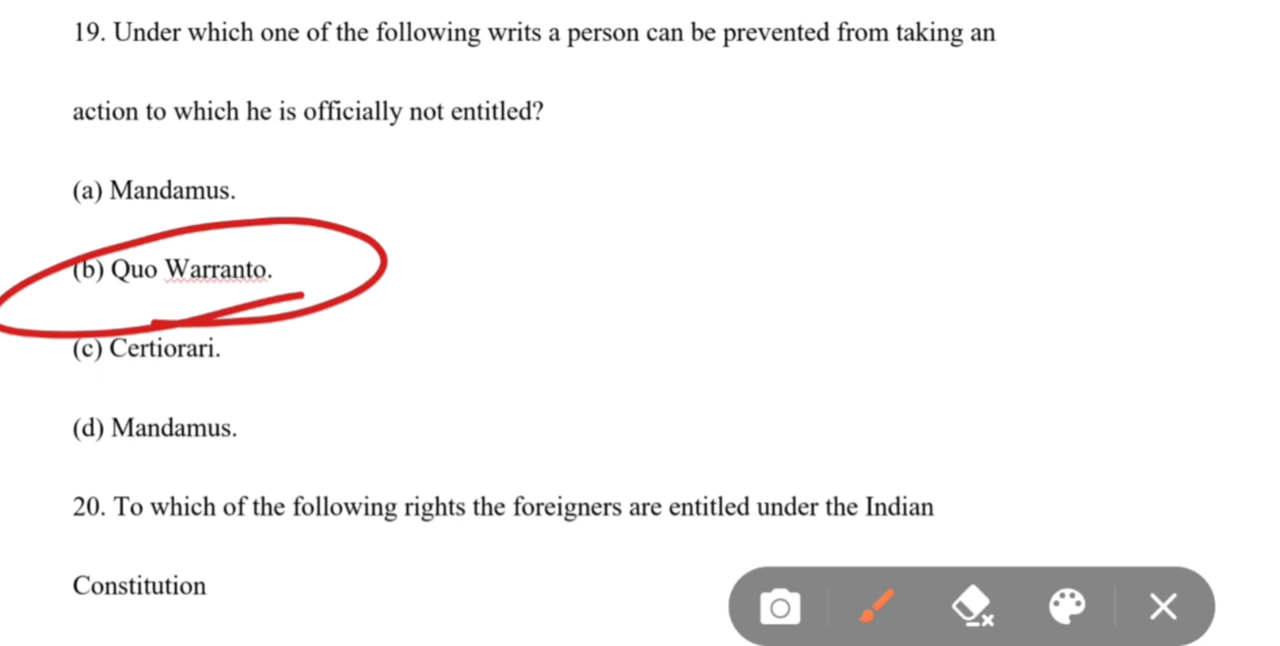 19. Under which one of the following writs a person can be prevented from taking an
action to which he is officially not entitled?
(a) Mandamus.
(b) Quo Warranto.
(c) Certiorari.
(d) Mandamus.
20. To which of the following rights the foreigners are entitled under the Indian
Constitution